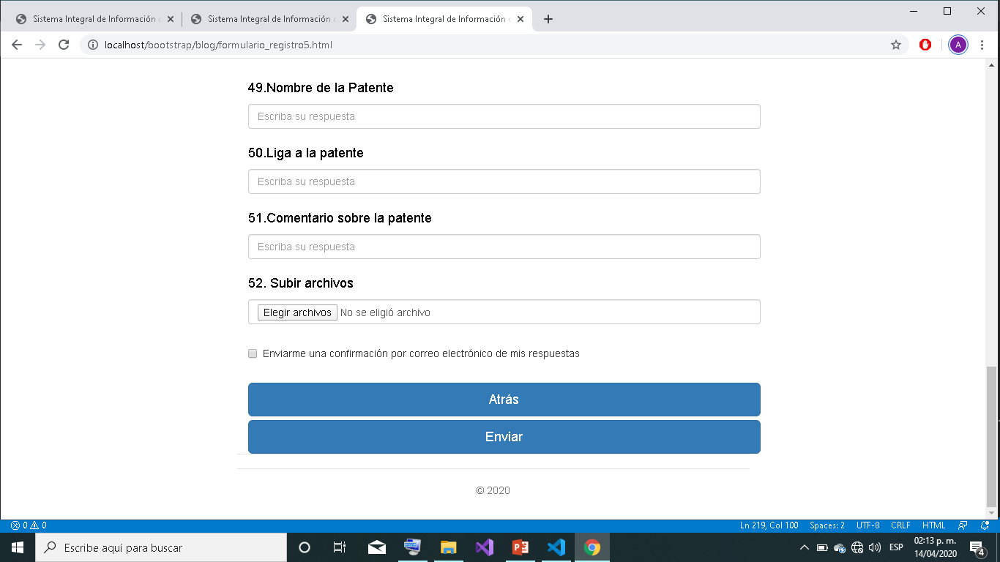 Sistema Integral de Información
Sistema Integral de Información
Sistema Integral de Información
localhost/bootstrap/blog/formulario_registro5.html
A
49.Nombre de la Patente
Escriba su respuesta
50.Liga a la patente
Escriba su respuesta
51.Comentario sobre la patente
Escriba su respuesta
52. Subir archivos
Elegir archivos No se eligió archivo
Enviarme una confirmación por correo electrónico de mis respuestas
Atrás
Enviar
© 2020
0 0 Ln 219, Col 100 Spaces: 2 UTF-8 CRLF HTML
Escribe aquí para buscar
ESP
02:13 p. m.
14/04/2020
4